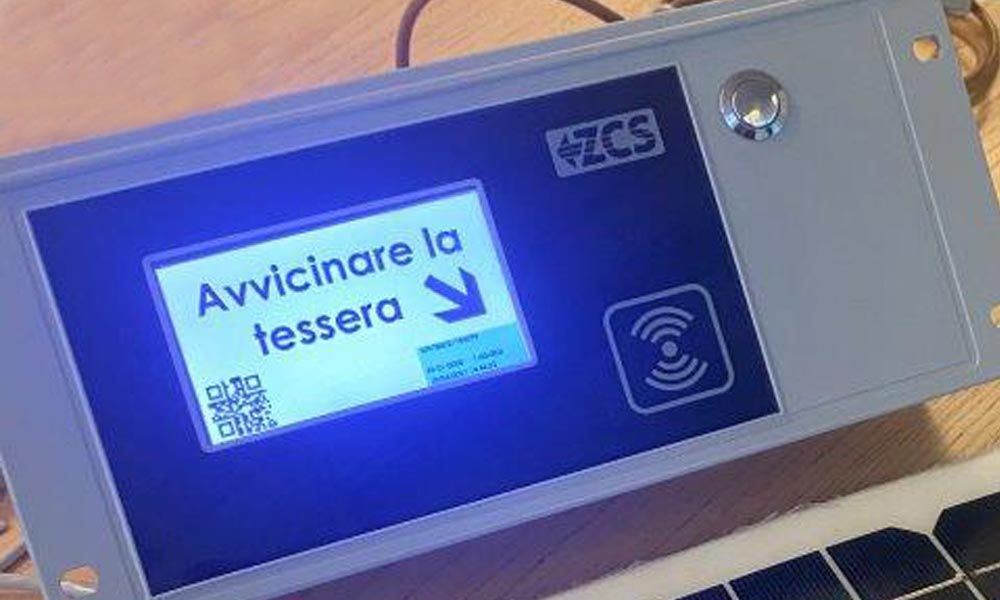 ZCS
Avvicinare la
tessera